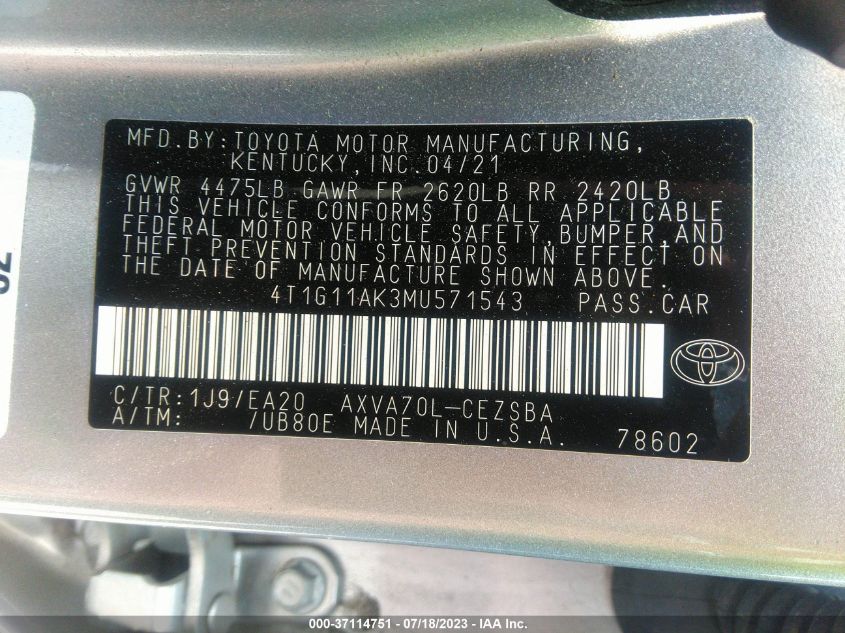 MFD.BY:TOYOTA MOTOR MANUFACTURING,
KENTUCKY,INC.04/21
GVWR 4475LB GAWR FR 2620LB RR 2420LB
THIS VEHICLE CONFORMS TO ALL APPLICABLE
FEDERAL MOTOR VEHICLE SAFETY,BUMPER,AND
THEFT-PREVENTION STANDARDS IN EFFECT ON
THE DATE OF MANUFACTURE SHOWN ABOVE.
4T1G11AK3MU571543 PASS.CAR
C/TR:1J9/EA20 AXVA70L-CEZSBA
A/TM: /UB80E MADE IN U.S.A. 78602
000-37114751 - 07/18/2023 - IAA Inc.